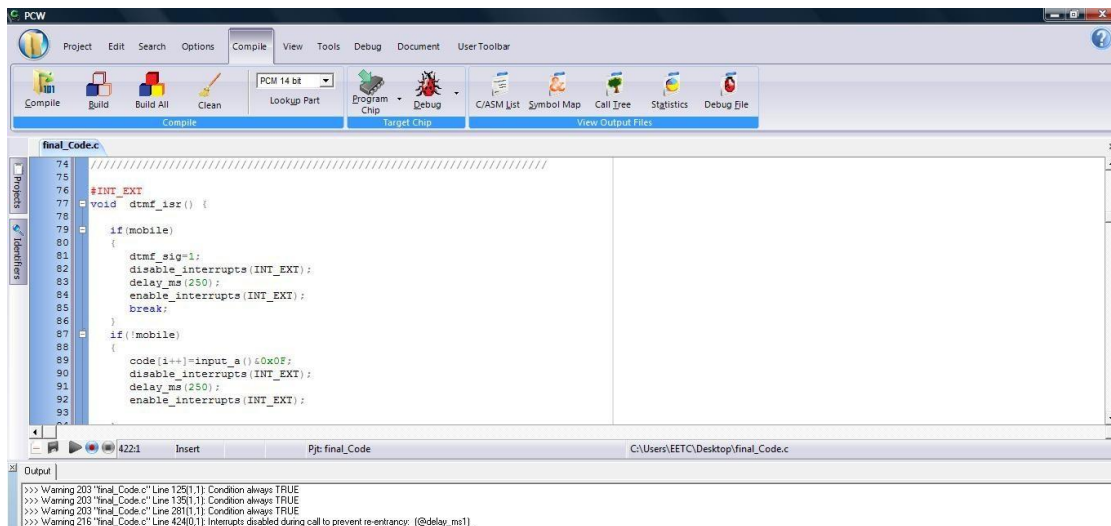 PCW
Project Edit Search Options Compile View Tools Debug Document User Toolbar
PCM 14 bit
Compile Build Build All Clean Lookup Part Program Chip Debug C/ASM List Symbol Map Call Tree Statistics Debug File
Compile Target Chip View Output Files
final_Code.c
Projects
Identifiers
74 //////////////////////////////////////////////////////////////////////
75
76 #INT_EXT
77 void dtmf_isr() {
78
79 if(mobile)
80 {
81 dtmf_sig=1;
82 disable_interrupts(INT_EXT);
83 delay_ms(250);
84 enable_interrupts(INT_EXT);
85 break;
86 }
87 if(!mobile)
88 {
89 code[i++]=input_a()&0x0F;
90 disable_interrupts(INT_EXT);
91 delay_ms(250);
92 enable_interrupts(INT_EXT);
93
422:1 Insert Pjt: final_Code C:\Users\EETC\Desktop\final_Code.c
Output
>>> Warning 203 "final_Code.c" Line 125(1,1): Condition always TRUE
>>> Warning 203 "final_Code.c" Line 135(1,1): Condition always TRUE
>>> Warning 203 "final_Code.c" Line 281(1,1): Condition always TRUE
>>> Warning 216 "final_Code.c" Line 424(0,1): Interrupts disabled during call to prevent re-entrancy: (@delay_ms1)